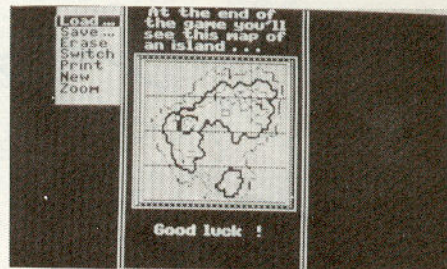 Load ...
Save ...
Erase
Switch
Print
New
Zoom
At the end of
the game you'll
see this map of
an island ...
Good luck !